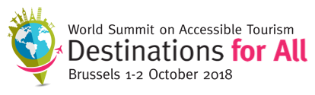 World Summit on Accessible Tourism
Destinations for All
Brussels 1-2 October 2018